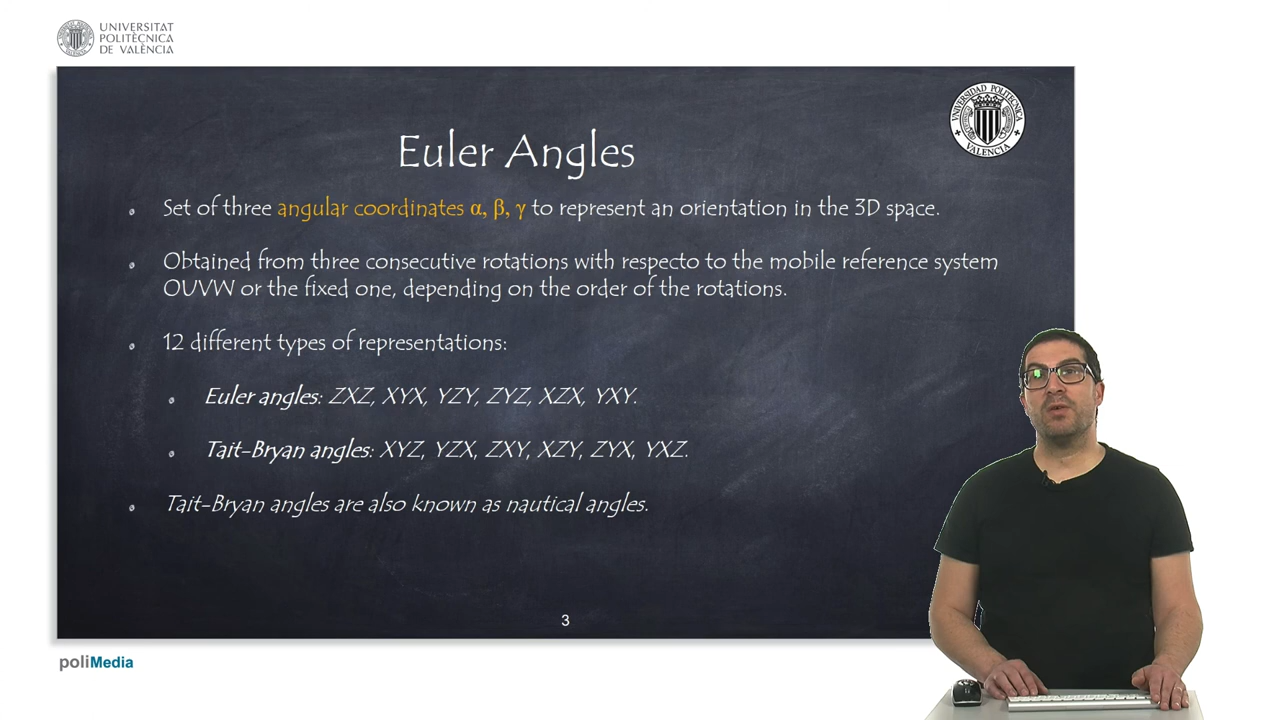 UNIVERSITAT
POLITÈCNICA
DE VALÈNCIA
UNIVERSIDAD POLITECNICA
VALENCIA
Euler Angles
Set of three angular coordinates α, β, γ to represent an orientation in the 3D space.
Obtained from three consecutive rotations with respecto to the mobile reference system
OUVW or the fixed one, depending on the order of the rotations.
12 different types of representations:
Euler angles: ZXZ, XYX, YZY, ZYZ, XZX, YXY.
Tait-Bryan angles: XYZ, YZX, ZXY, XZY, ZYX, YXZ.
Tait-Bryan angles are also known as nautical angles.
3
poliMedia